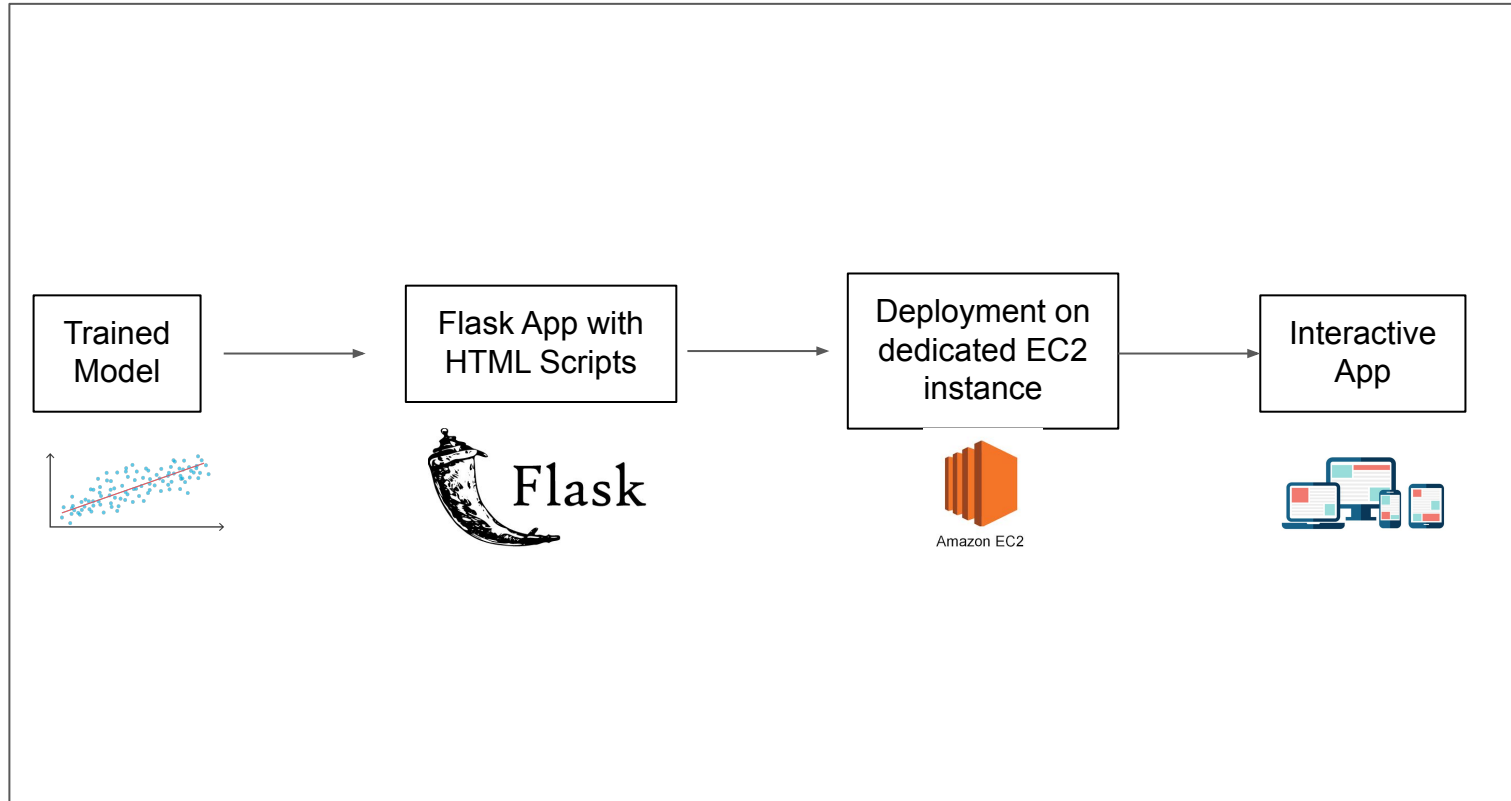 Trained
Model
Flask App with
HTML Scripts
Deployment on
dedicated EC2
instance
Interactive
App
Flask
Amazon EC2